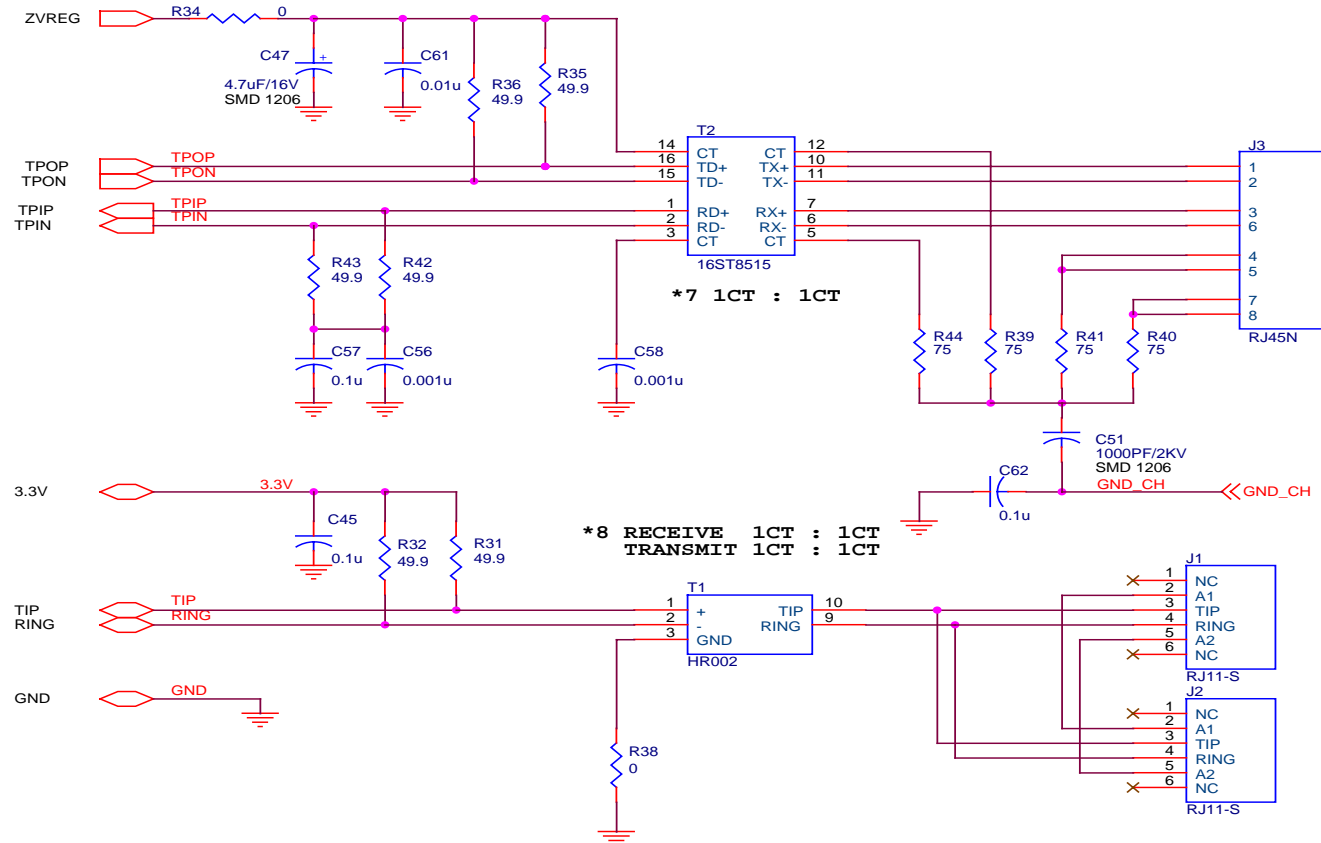 ZVREG
R34 0
C47
+
4.7uF/16V
SMD 1206
C61
0.01u
R36
49.9
R35
49.9
TPOP TPOP
TPON TPON
TPIP TPIP
TPIN TPIN
T2
14 CT CT 12
16 TD+ TX+ 10
15 TD- TX- 11
1 RD+ RX+ 7
2 RD- RX- 6
3 CT CT 5
16ST8515
*7 1CT : 1CT
J3
1
2
3
6
4
5
7
8
RJ45N
R43
49.9
R42
49.9
C57
0.1u
C56
0.001u
C58
0.001u
R44
75
R39
75
R41
75
R40
75
C51
1000PF/2KV
SMD 1206
GND_CH
GND_CH
C62
0.1u
3.3V 3.3V
C45
0.1u
R32
49.9
R31
49.9
*8 RECEIVE 1CT : 1CT
TRANSMIT 1CT : 1CT
TIP TIP
RING RING
T1
1 + TIP 10
2 - RING 9
3 GND
HR002
GND GND
R38
0
J1
1 NC
2 A1
3 TIP
4 RING
5 A2
6 NC
RJ11-S
J2
1 NC
2 A1
3 TIP
4 RING
5 A2
6 NC
RJ11-S